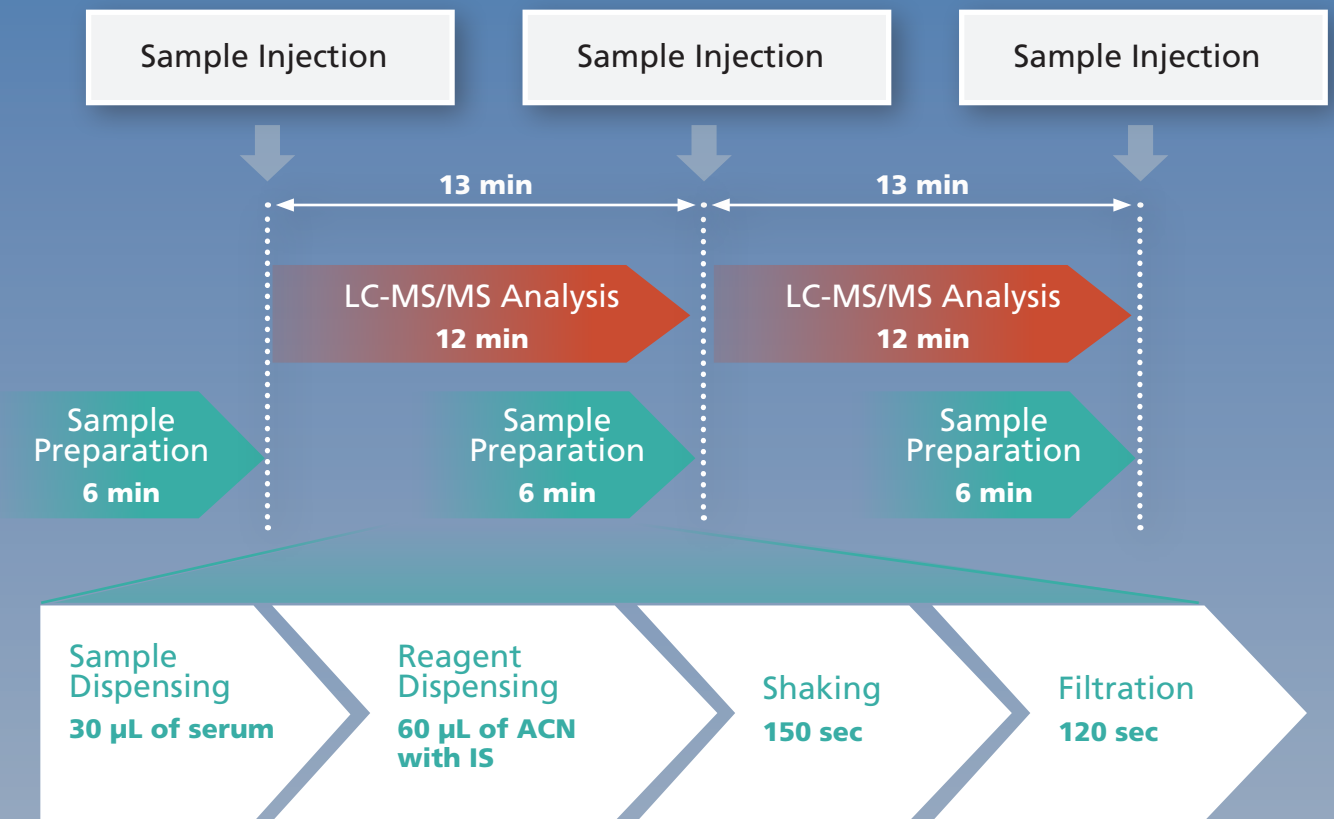 Sample Injection
Sample Injection
Sample Injection
13 min
13 min
LC-MS/MS Analysis
12 min
LC-MS/MS Analysis
12 min
Sample
Preparation
6 min
Sample
Preparation
6 min
Sample
Preparation
6 min
Sample
Dispensing
30 µL of serum
Reagent
Dispensing
60 µL of ACN
with IS
Shaking
150 sec
Filtration
120 sec